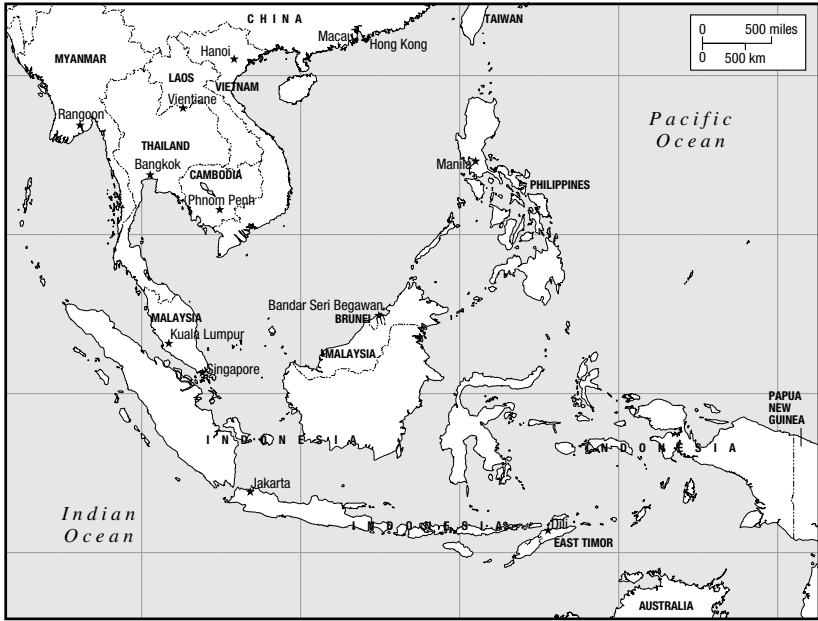 C H I N A
TAIWAN
Macau
Hong Kong
0 500 miles
0 500 km
Hanoi
MYANMAR
LAOS
VIETNAM
Vientiane
Rangoon
Pacific
Ocean
THAILAND
Bangkok
CAMBODIA
Phnom Penh
Manila
PHILIPPINES
Bandar Seri Begawan
BRUNEI
MALAYSIA
Kuala Lumpur
MALAYSIA
Singapore
PAPUA
NEW
GUINEA
I N D O N E S I A
I N D O N E S I A
Jakarta
Indian
Ocean
I N D O N E S I A
Dili
EAST TIMOR
AUSTRALIA